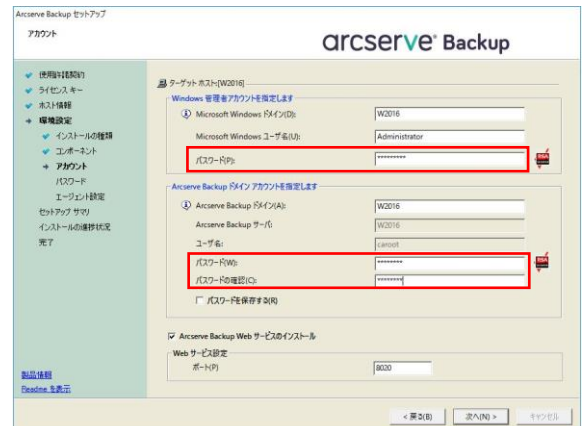 Arcserve Backup セットアップ
アカウント
arcserve® Backup
使用許諾契約
ライセンス キー
ホスト情報
環境設定
インストールの種類
コンポーネント
アカウント
パスワード
エージェント設定
セットアップ サマリ
インストールの進捗状況
完了
製品情報
Readme を表示
ターゲット ホスト:[W2016]
Windows 管理者アカウントを指定します
Microsoft Windows ドメイン(D): W2016
Microsoft Windows ユーザ名(U): Administrator
パスワード(P): *********
Arcserve Backup ドメイン アカウントを指定します
Arcserve Backup ドメイン(A): W2016
Arcserve Backup サーバ: W2016
ユーザ名: caroot
パスワード(W): ********
パスワードの確認(C): ********
パスワードを保存する(R)
Arcserve Backup Web サービスのインストール
Web サービス設定
ポート(P) 8020
< 戻る(B) 次へ(N) > キャンセル